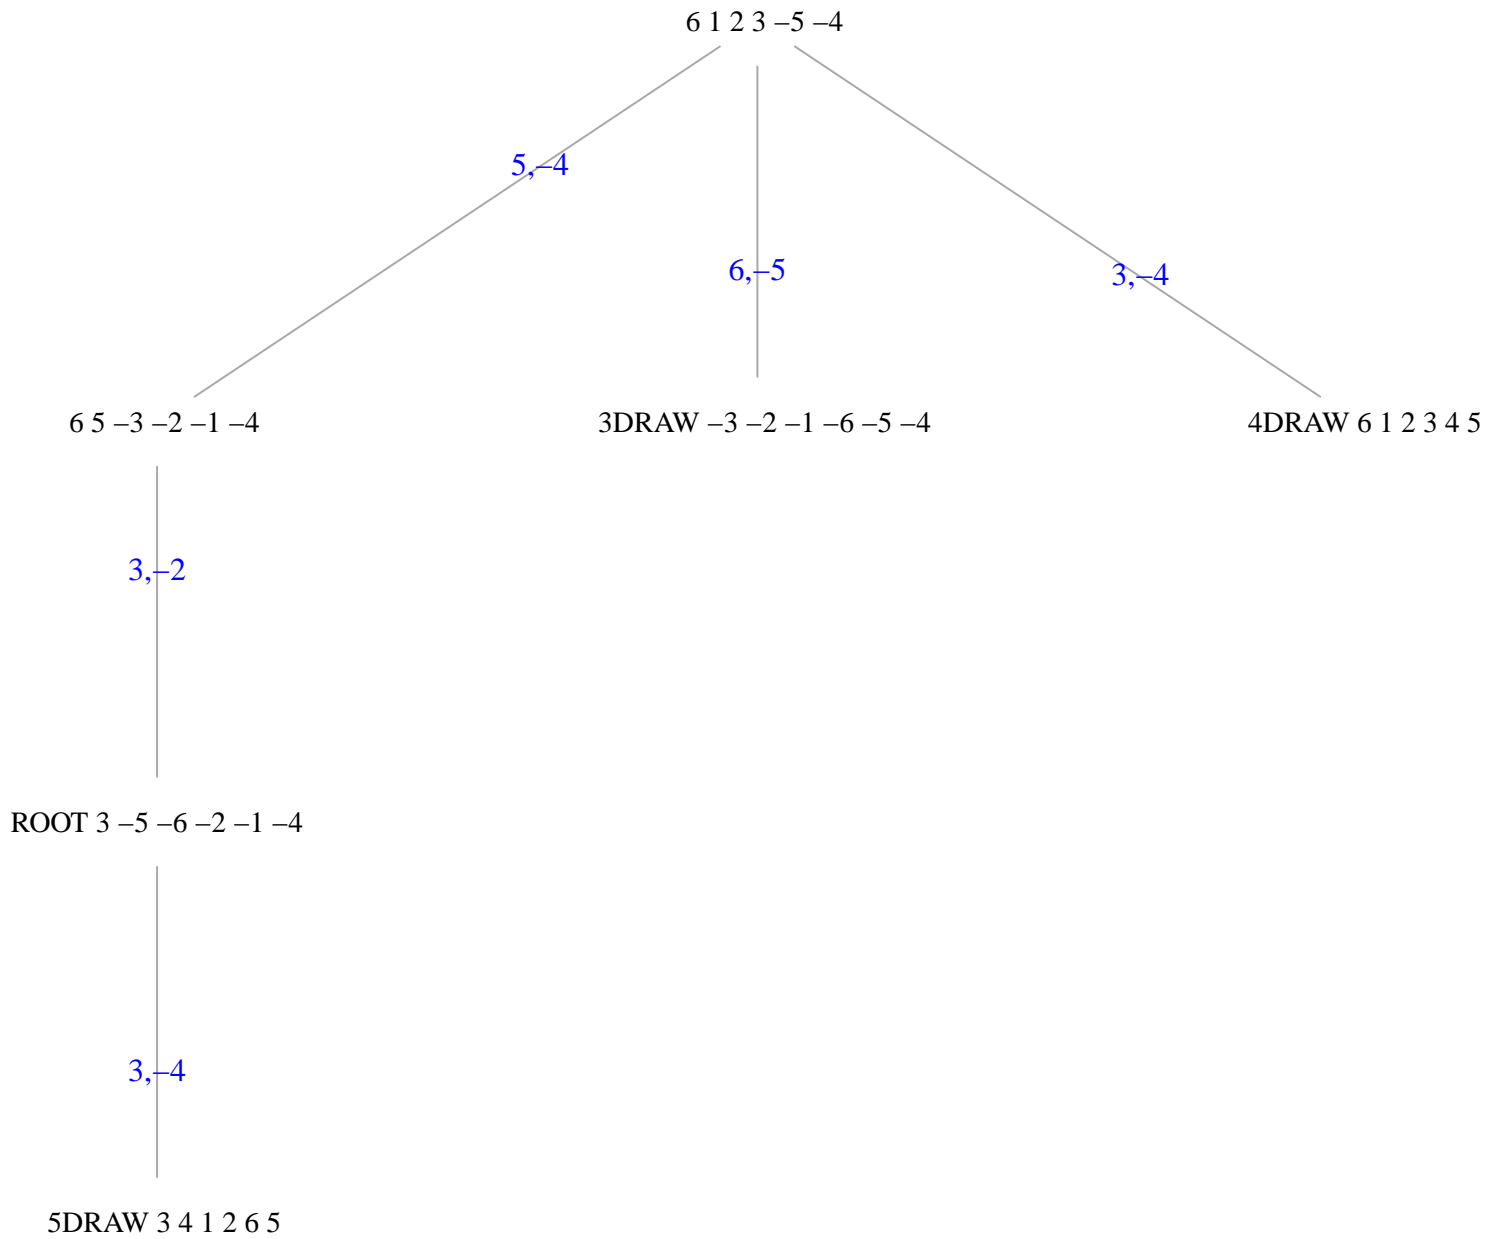 6 1 2 3 –5 –4
5,–4
6,–5
3,–4
6 5 –3 –2 –1 –4
3DRAW –3 –2 –1 –6 –5 –4
4DRAW 6 1 2 3 4 5
3,–2
ROOT 3 –5 –6 –2 –1 –4
3,–4
5DRAW 3 4 1 2 6 5